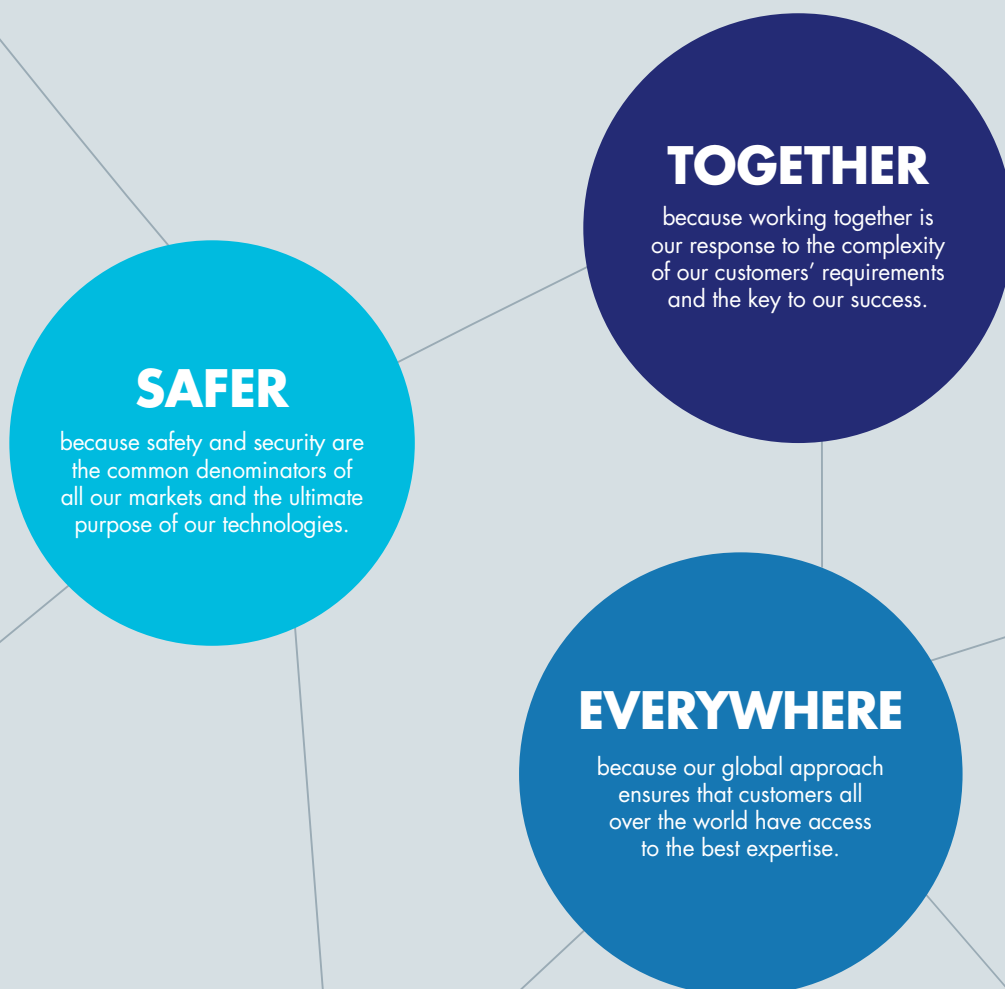 TOGETHER
because working together is
our response to the complexity
of our customers’ requirements
and the key to our success.
SAFER
because safety and security are
the common denominators of
all our markets and the ultimate
purpose of our technologies.
EVERYWHERE
because our global approach
ensures that customers all
over the world have access
to the best expertise.